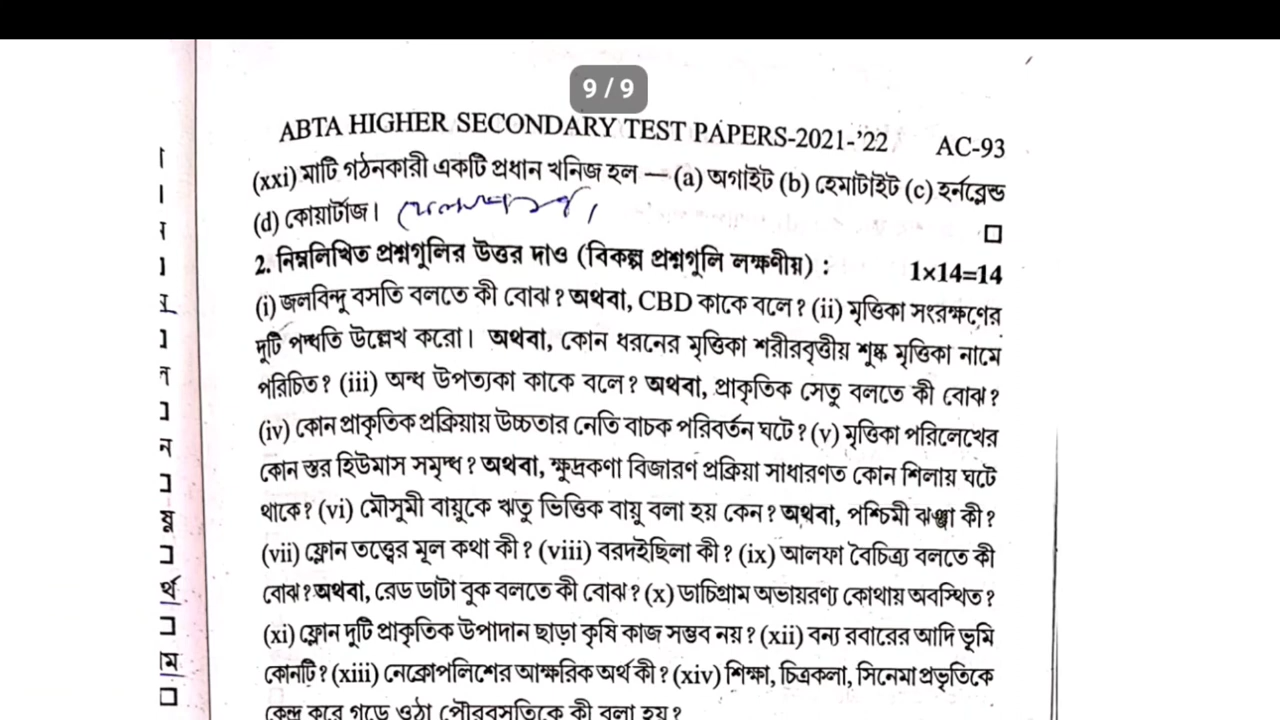 9 / 9
ABTA HIGHER SECONDARY TEST PAPERS-2021-'22 AC-93
(xxi) মাটি গঠনকারী একটি প্রধান খনিজ হল — (a) অগাইট (b) হেমাটাইট (c) হর্নব্লেন্ড
(d) কোয়ার্টাজ।
2. নিম্নলিখিত প্রশ্নগুলির উত্তর দাও (বিকল্প প্রশ্নগুলি লক্ষণীয়) : 1×14=14
(i) জলবিন্দু বসতি বলতে কী বোঝ? অথবা, CBD কাকে বলে? (ii) মৃত্তিকা সংরক্ষণের
দুটি পদ্ধতি উল্লেখ করো। অথবা, কোন ধরনের মৃত্তিকা শরীরবৃত্তীয় শুষ্ক মৃত্তিকা নামে
পরিচিত? (iii) অন্ধ উপত্যকা কাকে বলে? অথবা, প্রাকৃতিক সেতু বলতে কী বোঝ?
(iv) কোন প্রাকৃতিক প্রক্রিয়ায় উচ্চতার নেতি বাচক পরিবর্তন ঘটে? (v) মৃত্তিকা পরিলেখের
কোন স্তর হিউমাস সমৃদ্ধ? অথবা, ক্ষুদ্রকণা বিজারণ প্রক্রিয়া সাধারণত কোন শিলায় ঘটে
থাকে? (vi) মৌসুমী বায়ুকে ঋতু ভিত্তিক বায়ু বলা হয় কেন? অথবা, পশ্চিমী ঝঞ্ঝা কী?
(vii) ফ্লোন তত্ত্বের মূল কথা কী? (viii) বরদইছিলা কী? (ix) আলফা বৈচিত্র্য বলতে কী
বোঝ? অথবা, রেড ডাটা বুক বলতে কী বোঝ? (x) ডাচিগ্রাম অভায়রণ্য কোথায় অবস্থিত?
(xi) ফ্লোন দুটি প্রাকৃতিক উপাদান ছাড়া কৃষি কাজ সম্ভব নয়? (xii) বন্য রবারের আদি ভূমি
কোনটি? (xiii) নেক্রোপলিশের আক্ষরিক অর্থ কী? (xiv) শিক্ষা, চিত্রকলা, সিনেমা প্রভৃতিকে
কেন্দ্র করে গড়ে ওঠা পৌরবসতিকে কী বলা হয়?